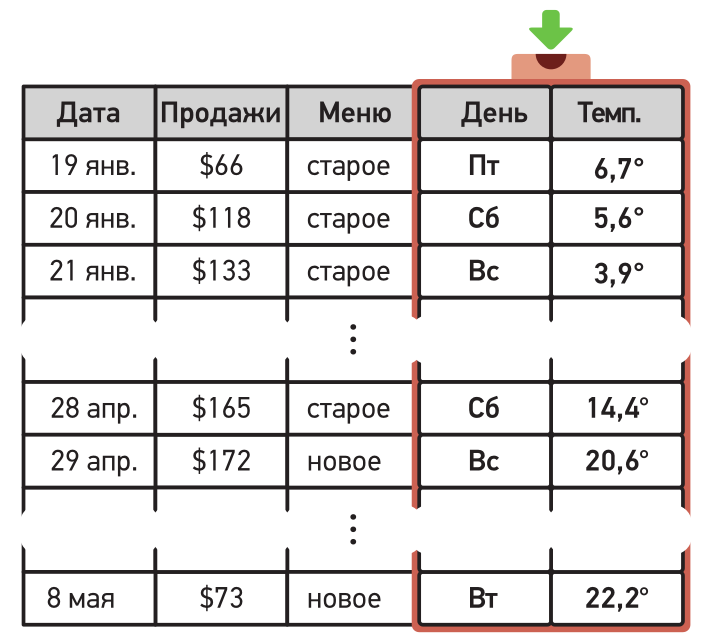 Дата Продажи Меню День Темп.
19 янв. $66 старое Пт 6,7°
20 янв. $118 старое Сб 5,6°
21 янв. $133 старое Вс 3,9°
⋮
28 апр. $165 старое Сб 14,4°
29 апр. $172 новое Вс 20,6°
⋮
8 мая $73 новое Вт 22,2°